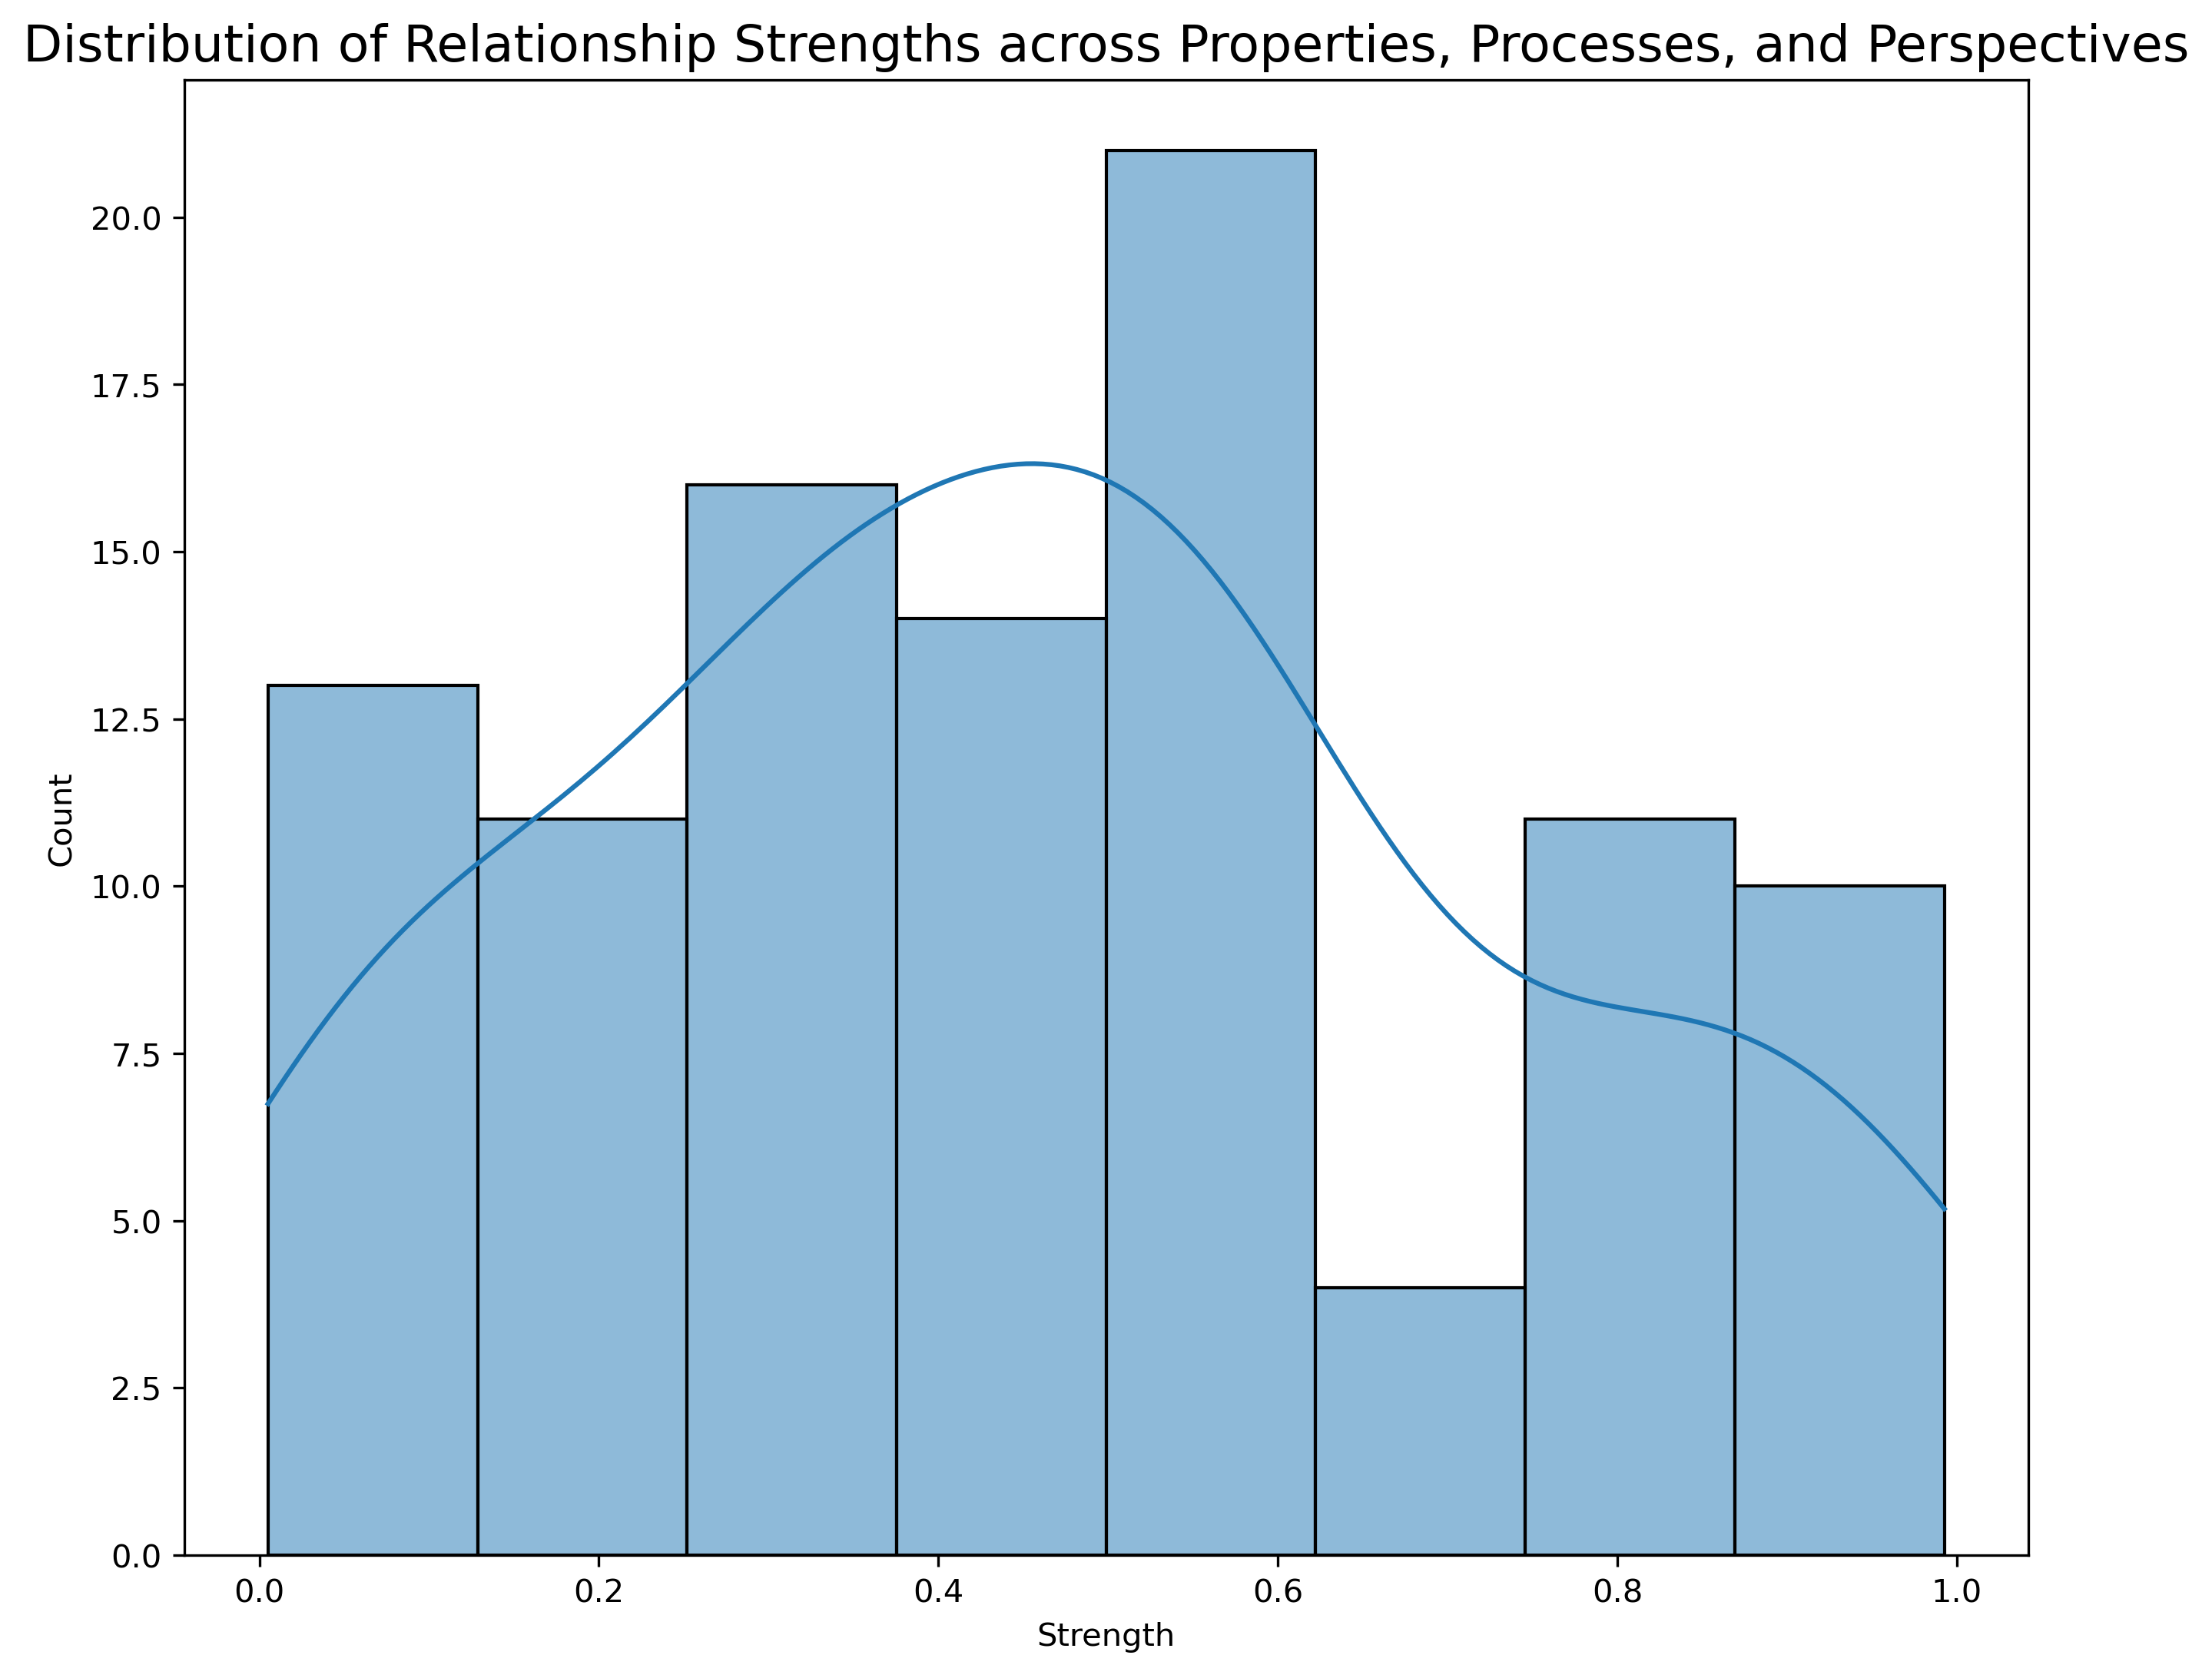 Distribution of Relationship Strengths across Properties, Processes, and Perspectives
20.0
17.5
15.0
12.5
10.0
7.5
5.0
2.5
0.0
Count
0.0 0.2 0.4 0.6 0.8 1.0
Strength